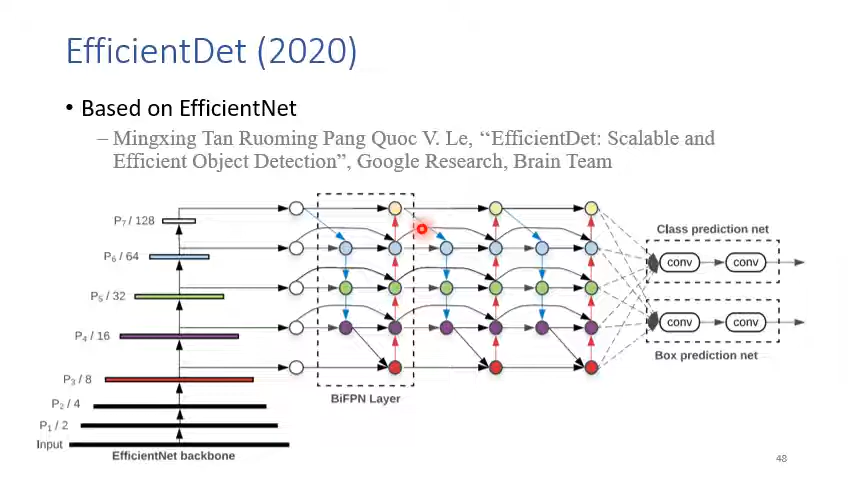 EfficientDet (2020)
• Based on EfficientNet
– Mingxing Tan Ruoming Pang Quoc V. Le, “EfficientDet: Scalable and
Efficient Object Detection”, Google Research, Brain Team
P7 / 128
P6 / 64
P5 / 32
P4 / 16
P3 / 8
P2 / 4
P1 / 2
Input
EfficientNet backbone
BiFPN Layer
Class prediction net
conv
conv
conv
conv
Box prediction net
48